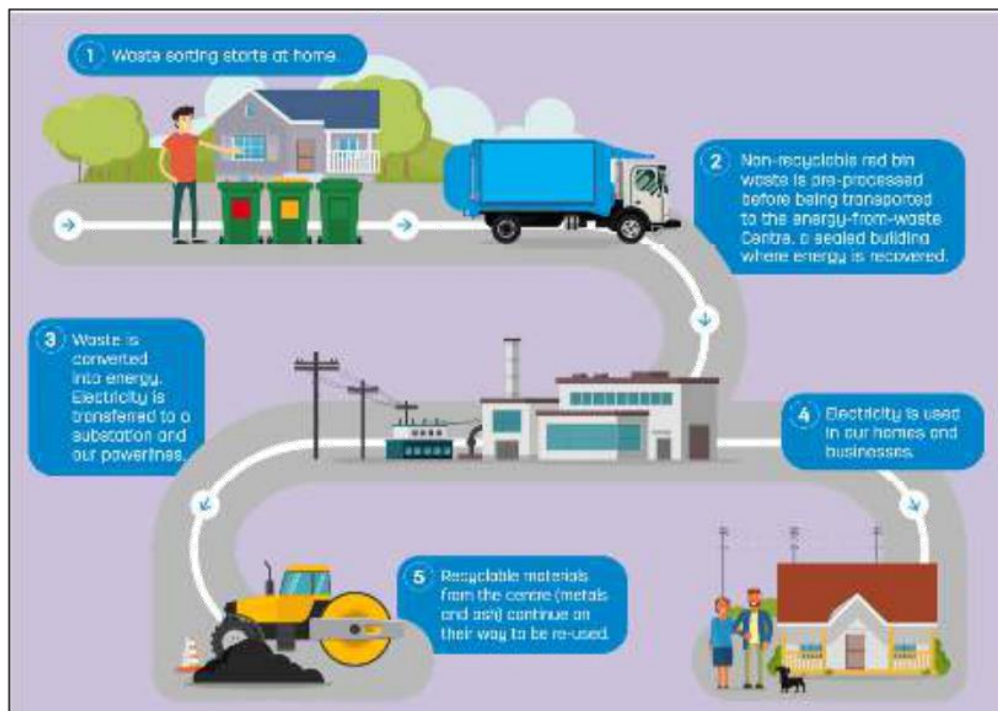 1 Waste sorting starts at home.
2 Non-recyclable red bin
waste is pre-processed
before being transported
to the energy-from-waste
Centre, a sealed building
where energy is recovered.
3 Waste is
converted
into energy.
Electricity is
transferred to a
substation and
our powerlines.
4 Electricity is used
in our homes and
businesses.
5 Recyclable materials
from the centre (metals
and ash) continue on
their way to be re-used.